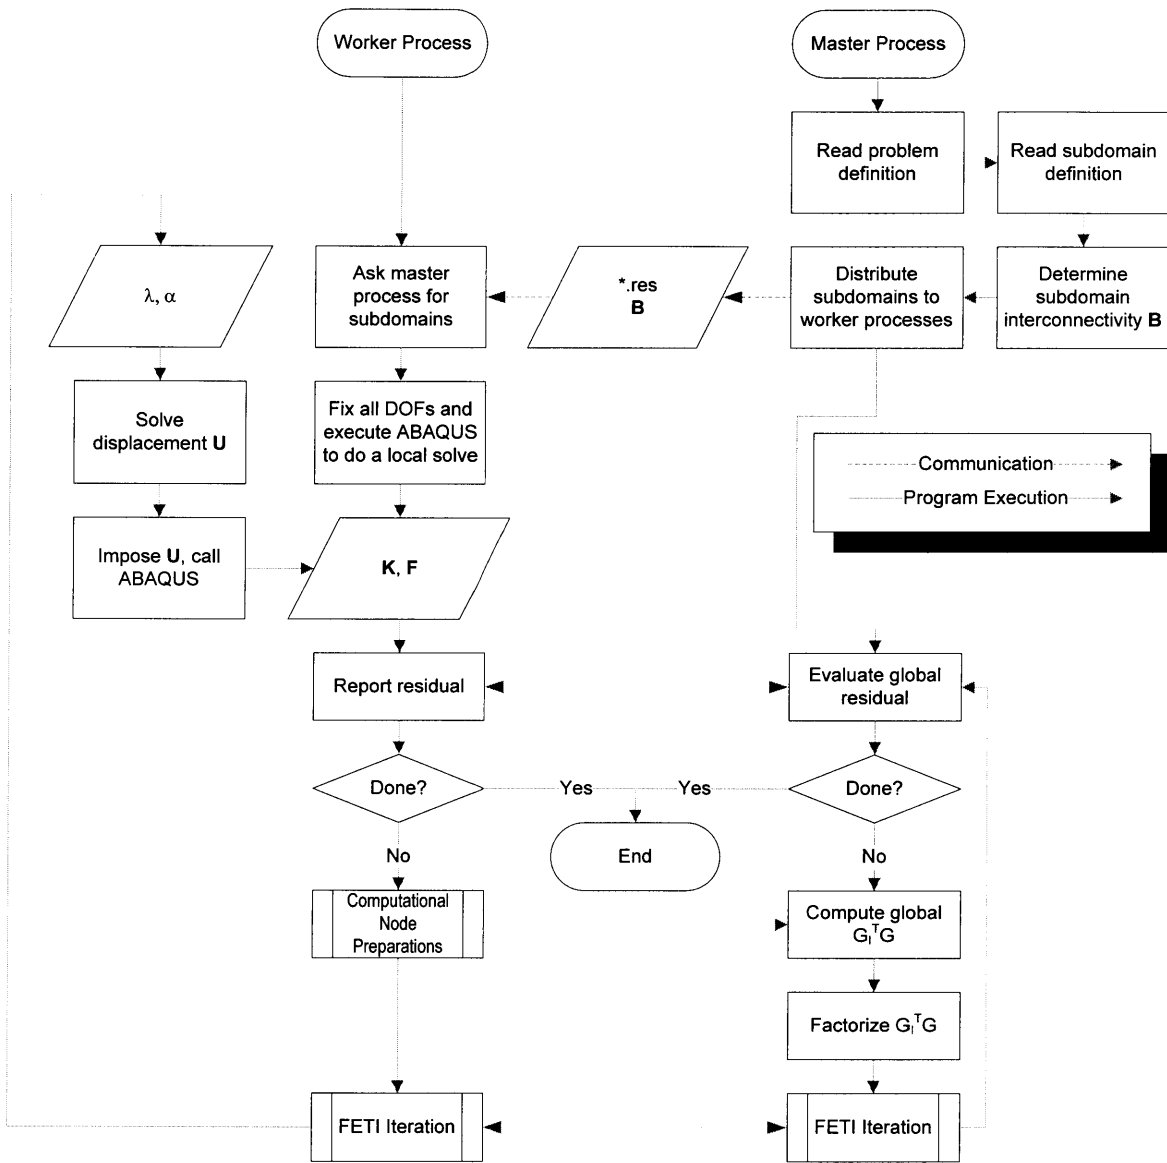 Worker Process
Master Process
Read problem
definition
Read subdomain
definition
λ, α
Ask master
process for
subdomains
*.res
B
Distribute
subdomains to
worker processes
Determine
subdomain
interconnectivity B
Solve
displacement U
Fix all DOFs and
execute ABAQUS
to do a local solve
Communication
Program Execution
Impose U, call
ABAQUS
K, F
Report residual
Evaluate global
residual
Done?
Yes
Yes
Done?
End
No
No
Computational
Node
Preparations
Compute global
GᵢᵀG
Factorize GᵢᵀG
FETI Iteration
FETI Iteration